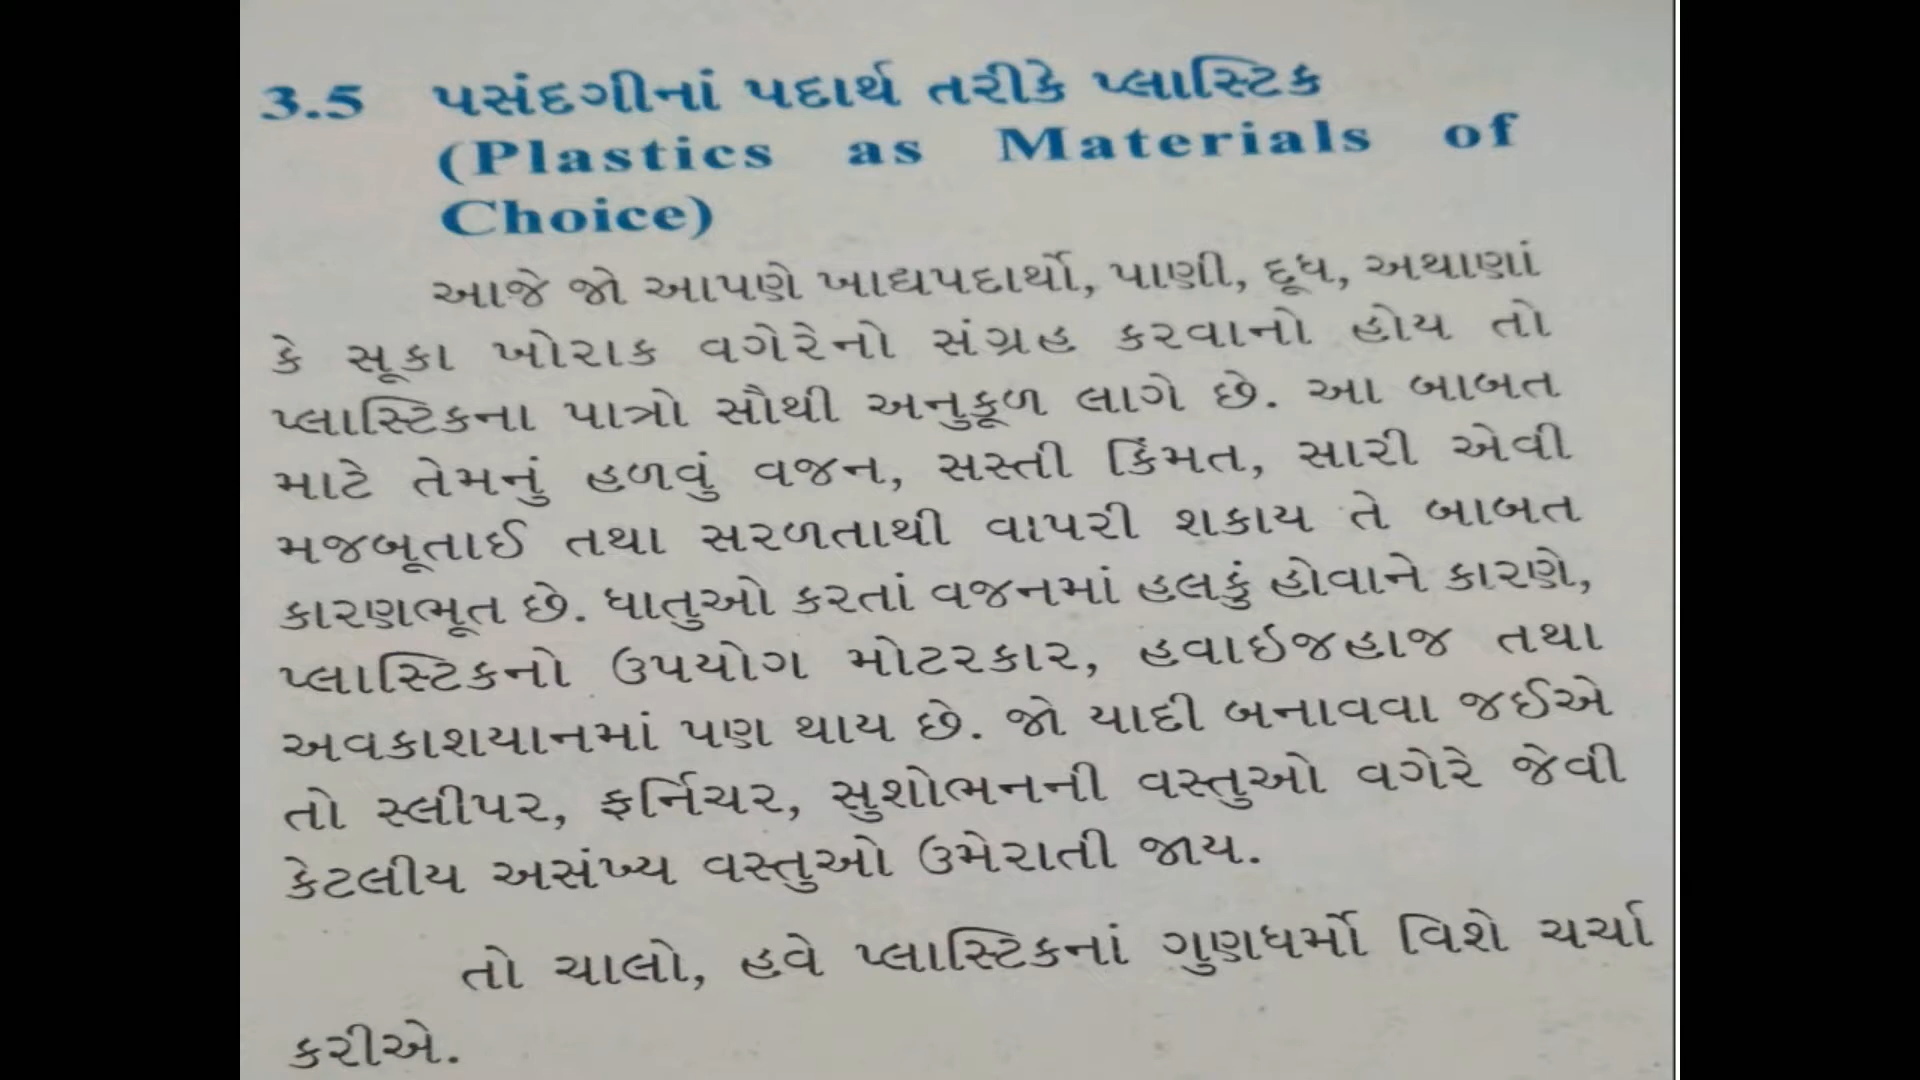 3.5 પસંદગીનાં પદાર્થ તરીકે પ્લાસ્ટિક
(Plastics as Materials of
Choice)
આજે જો આપણે ખાદ્યપદાર્થો, પાણી, દૂધ, અથાણાં
કે સૂકા ખોરાક વગેરેનો સંગ્રહ કરવાનો હોય તો
પ્લાસ્ટિકના પાત્રો સૌથી અનુકૂળ લાગે છે. આ બાબત
માટે તેમનું હળવું વજન, સસ્તી કિંમત, સારી એવી
મજબૂતાઈ તથા સરળતાથી વાપરી શકાય તે બાબત
કારણભૂત છે. ધાતુઓ કરતાં વજનમાં હલકું હોવાને કારણે,
પ્લાસ્ટિકનો ઉપયોગ મોટરકાર, હવાઇજહાજ તથા
અવકાશયાનમાં પણ થાય છે. જો યાદી બનાવવા જઈએ
તો સ્લીપર, ફર્નિચર, સુશોભનની વસ્તુઓ વગેરે જેવી
કેટલીય અસંખ્ય વસ્તુઓ ઉમેરાતી જાય.
તો ચાલો, હવે પ્લાસ્ટિકનાં ગુણધર્મો વિશે ચર્ચા
કરીએ.